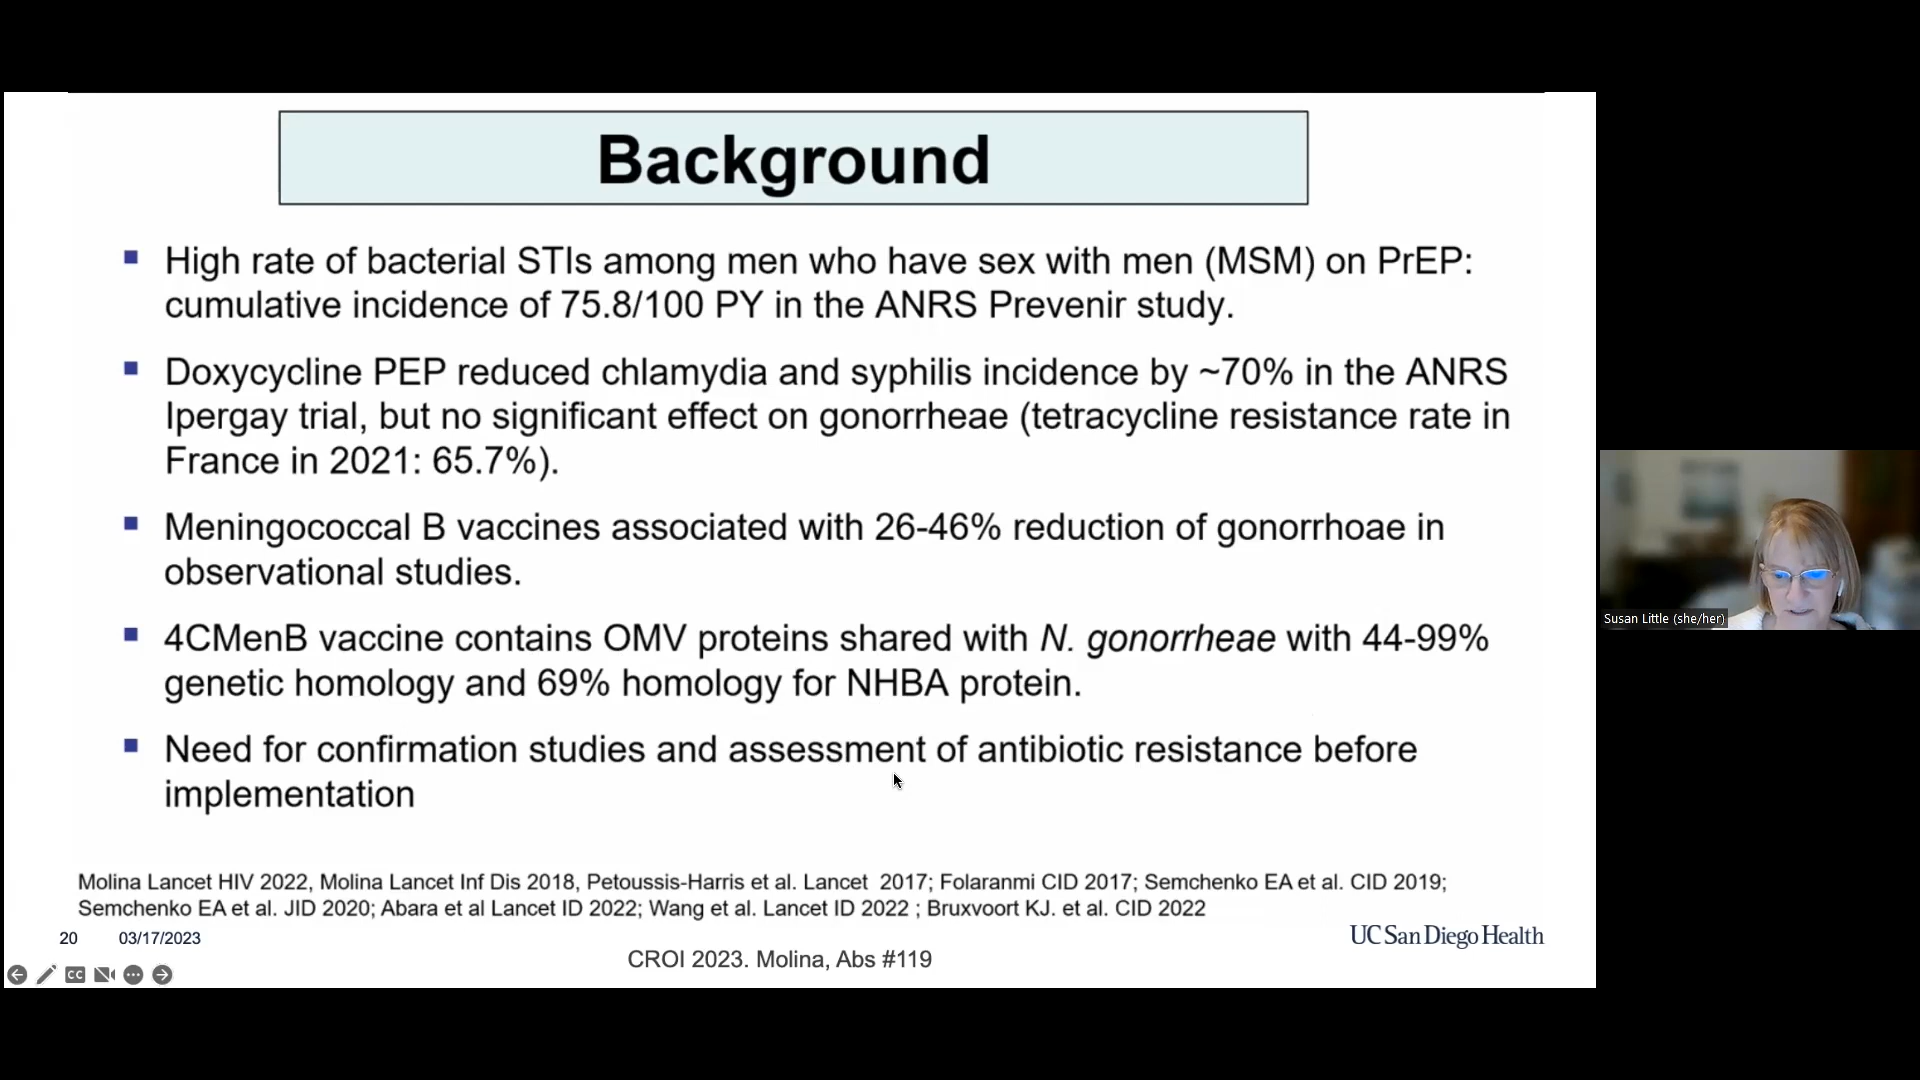 Background
High rate of bacterial STIs among men who have sex with men (MSM) on PrEP:
cumulative incidence of 75.8/100 PY in the ANRS Prevenir study.
Doxycycline PEP reduced chlamydia and syphilis incidence by ~70% in the ANRS
Ipergay trial, but no significant effect on gonorrheae (tetracycline resistance rate in
France in 2021: 65.7%).
Meningococcal B vaccines associated with 26-46% reduction of gonorrhoae in
observational studies.
4CMenB vaccine contains OMV proteins shared with N. gonorrheae with 44-99%
genetic homology and 69% homology for NHBA protein.
Need for confirmation studies and assessment of antibiotic resistance before
implementation
Molina Lancet HIV 2022, Molina Lancet Inf Dis 2018, Petoussis-Harris et al. Lancet 2017; Folaranmi CID 2017; Semchenko EA et al. CID 2019;
Semchenko EA et al. JID 2020; Abara et al Lancet ID 2022; Wang et al. Lancet ID 2022 ; Bruxvoort KJ. et al. CID 2022
20 03/17/2023
UC San Diego Health
CROI 2023. Molina, Abs #119
CC
Susan Little (she/her)